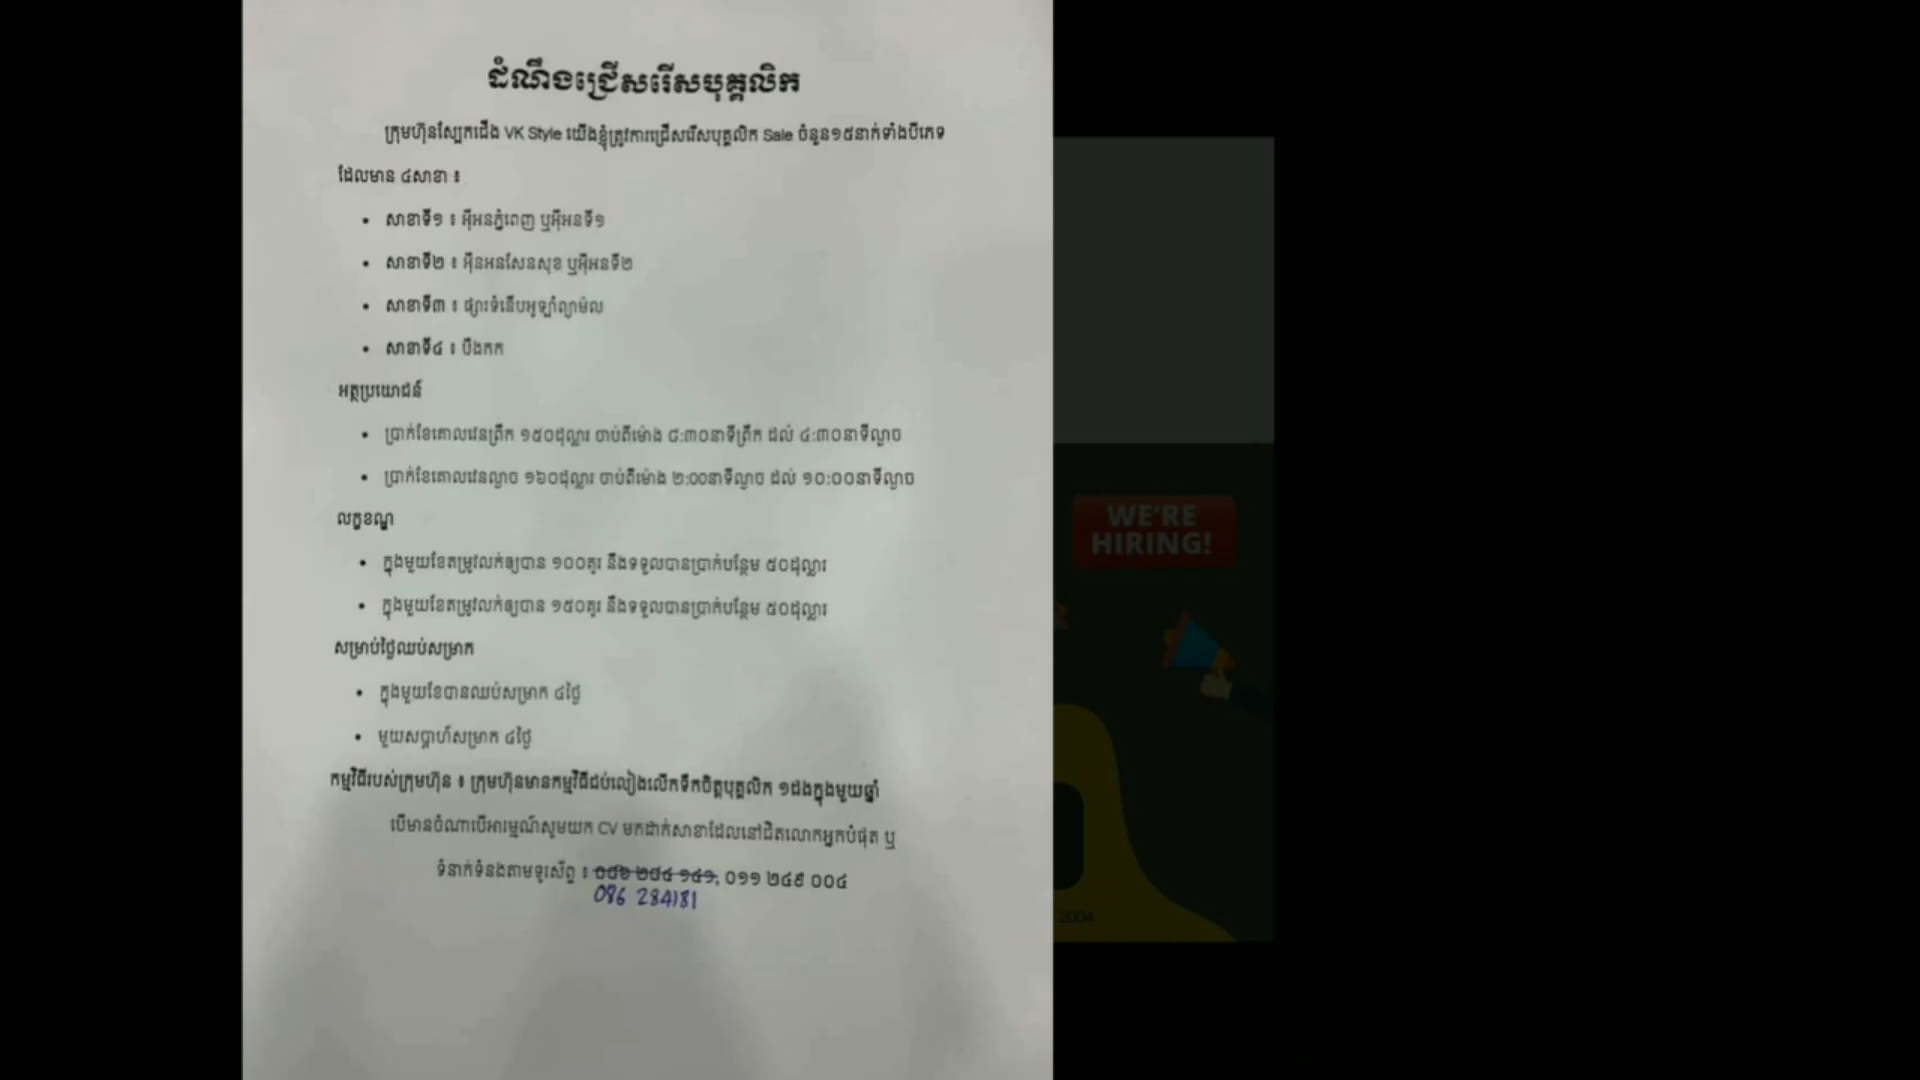 ដំណឹងជ្រើសរើសបុគ្គលិក
ក្រុមហ៊ុនស្បែកជើង VK Style យើងខ្ញុំត្រូវការជ្រើសរើសបុគ្គលិក Sale ចំនួន១៥នាក់ទាំងបីភេទ
ដែលមាន ៤សាខា ៖
• សាខាទី១ ៖ អ៊ីអនភ្នំពេញ ឬអ៊ីអនទី១
• សាខាទី២ ៖ អ៊ីនអនសែនសុខ ឬអ៊ីអនទី២
• សាខាទី៣ ៖ ផ្សារទំនើបអូឡាំព្យាម៉ល
• សាខាទី៤ ៖ បឹងកក
អត្ថប្រយោជន៍
• ប្រាក់ខែគោលវេនព្រឹក ១៥០ដុល្លារ ចាប់ពីម៉ោង ៨:៣០នាទីព្រឹក ដល់ ៤:៣០នាទីល្ងាច
• ប្រាក់ខែគោលវេនល្ងាច ១៦០ដុល្លារ ចាប់ពីម៉ោង ២:០០នាទីល្ងាច ដល់ ១០:០០នាទីល្ងាច
លក្ខខណ្ឌ
• ក្នុងមួយខែតម្រូវលក់ឲ្យបាន ១០០គូរ នឹងទទួលបានប្រាក់បន្ថែម ៥០ដុល្លារ
• ក្នុងមួយខែតម្រូវលក់ឲ្យបាន ១៥០គូរ នឹងទទួលបានប្រាក់បន្ថែម ៥០ដុល្លារ
សម្រាប់ថ្ងៃឈប់សម្រាក
• ក្នុងមួយខែបានឈប់សម្រាក ៤ថ្ងៃ
• មួយសប្តាហ៍សម្រាក ៤ថ្ងៃ
កម្មវិធីរបស់ក្រុមហ៊ុន ៖ ក្រុមហ៊ុនមានកម្មវិធីជប់លៀងលើកទឹកចិត្តបុគ្គលិក ១ដងក្នុងមួយឆ្នាំ
បើមានចំណាប់អារម្មណ៍សូមយក CV មកដាក់សាខាដែលនៅជិតលោកអ្នកបំផុត ឬ
ទំនាក់ទំនងតាមទូរស័ព្ទ ៖ ០៨៦ ២៨៤ ១៤១, ០១១ ២៤៩ ០០៤
086 284181
WE'RE
HIRING!
2004